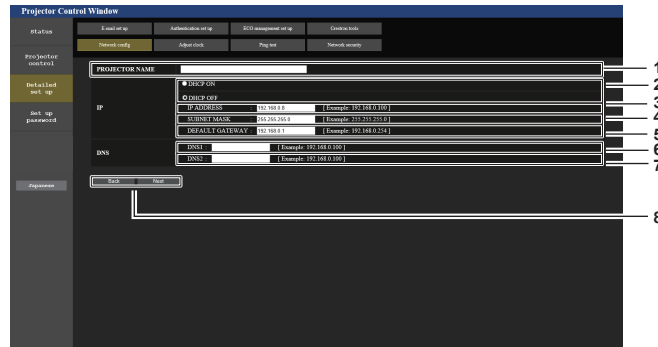 Projector Control Window
Status
E-mail set up Authentication set up ECO management set up Crestron tools
Network config Adjust clock Ping test Network security
Projector control
Detailed set up
Set up password
Japanese
PROJECTOR NAME
IP
DHCP ON
DHCP OFF
IP ADDRESS : 192.168.0.8 [ Example: 192.168.0.100 ]
SUBNET MASK : 255.255.255.0 [ Example: 255.255.255.0 ]
DEFAULT GATEWAY : 192.168.0.1 [ Example: 192.168.0.254 ]
DNS
DNS1 : [ Example: 192.168.0.100 ]
DNS2 : [ Example: 192.168.0.100 ]
Back Next
1
2
3
4
5
6
7
8